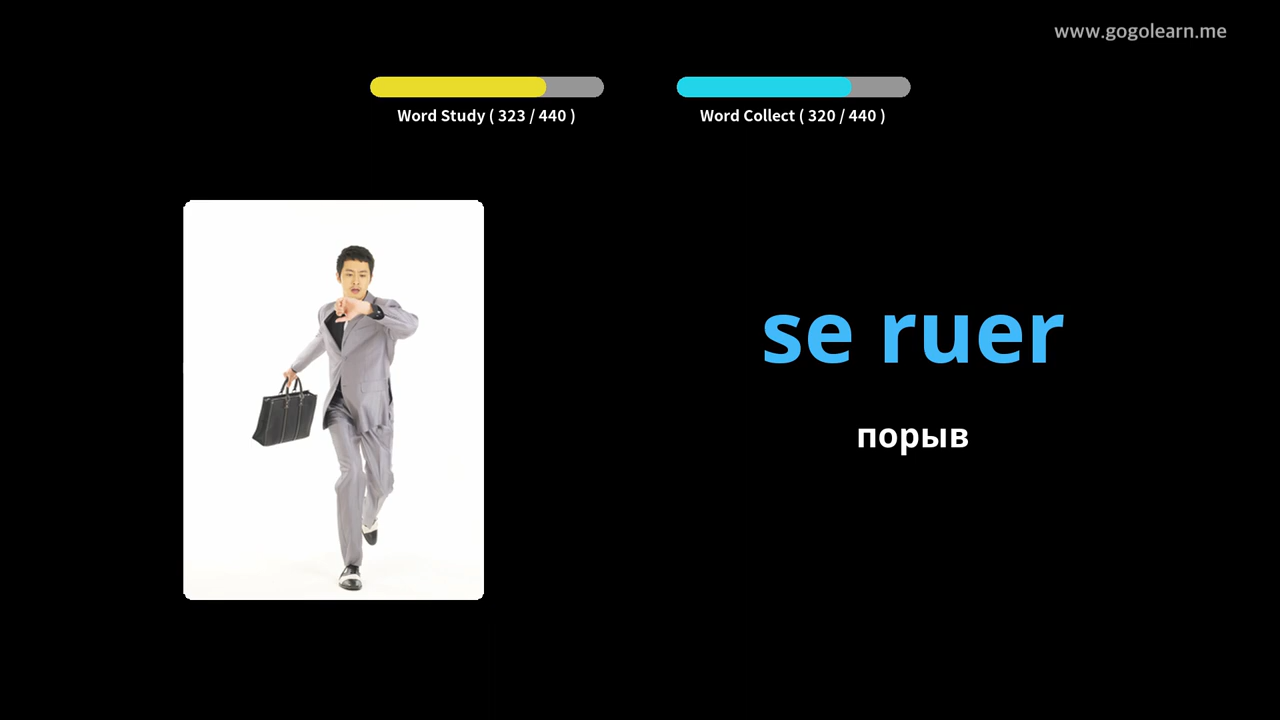 www.gogolearn.me
Word Study ( 323 / 440 )
Word Collect ( 320 / 440 )
se ruer
порыв